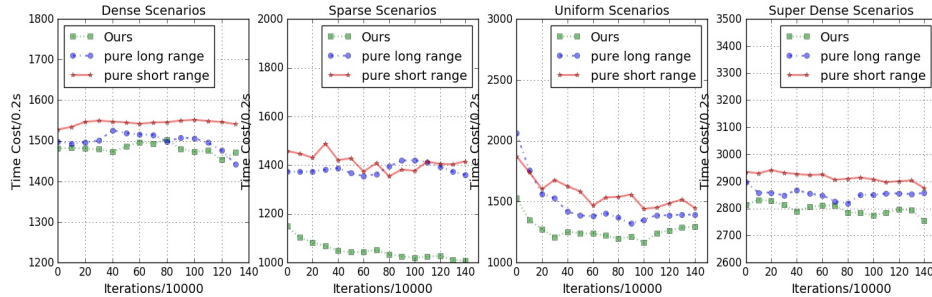 Dense Scenarios
1800
1700
1600
1500
1400
1300
1200
0 20 40 60 80 100 120 140
Time Cost/0.2s
Iterations/10000
Ours
pure long range
pure short range
Sparse Scenarios
2000
1800
1600
1400
1200
1000
0 20 40 60 80 100 120 140
Time Cost/0.2s
Iterations/10000
Ours
pure long range
pure short range
Uniform Scenarios
3000
2500
2000
1500
1000
0 20 40 60 80 100 120 140
Time Cost/0.2s
Iterations/10000
Ours
pure long range
pure short range
Super Dense Scenarios
3500
3400
3300
3200
3100
3000
2900
2800
2700
2600
0 20 40 60 80 100 120 140
Time Cost/0.2s
Iterations/10000
Ours
pure long range
pure short range